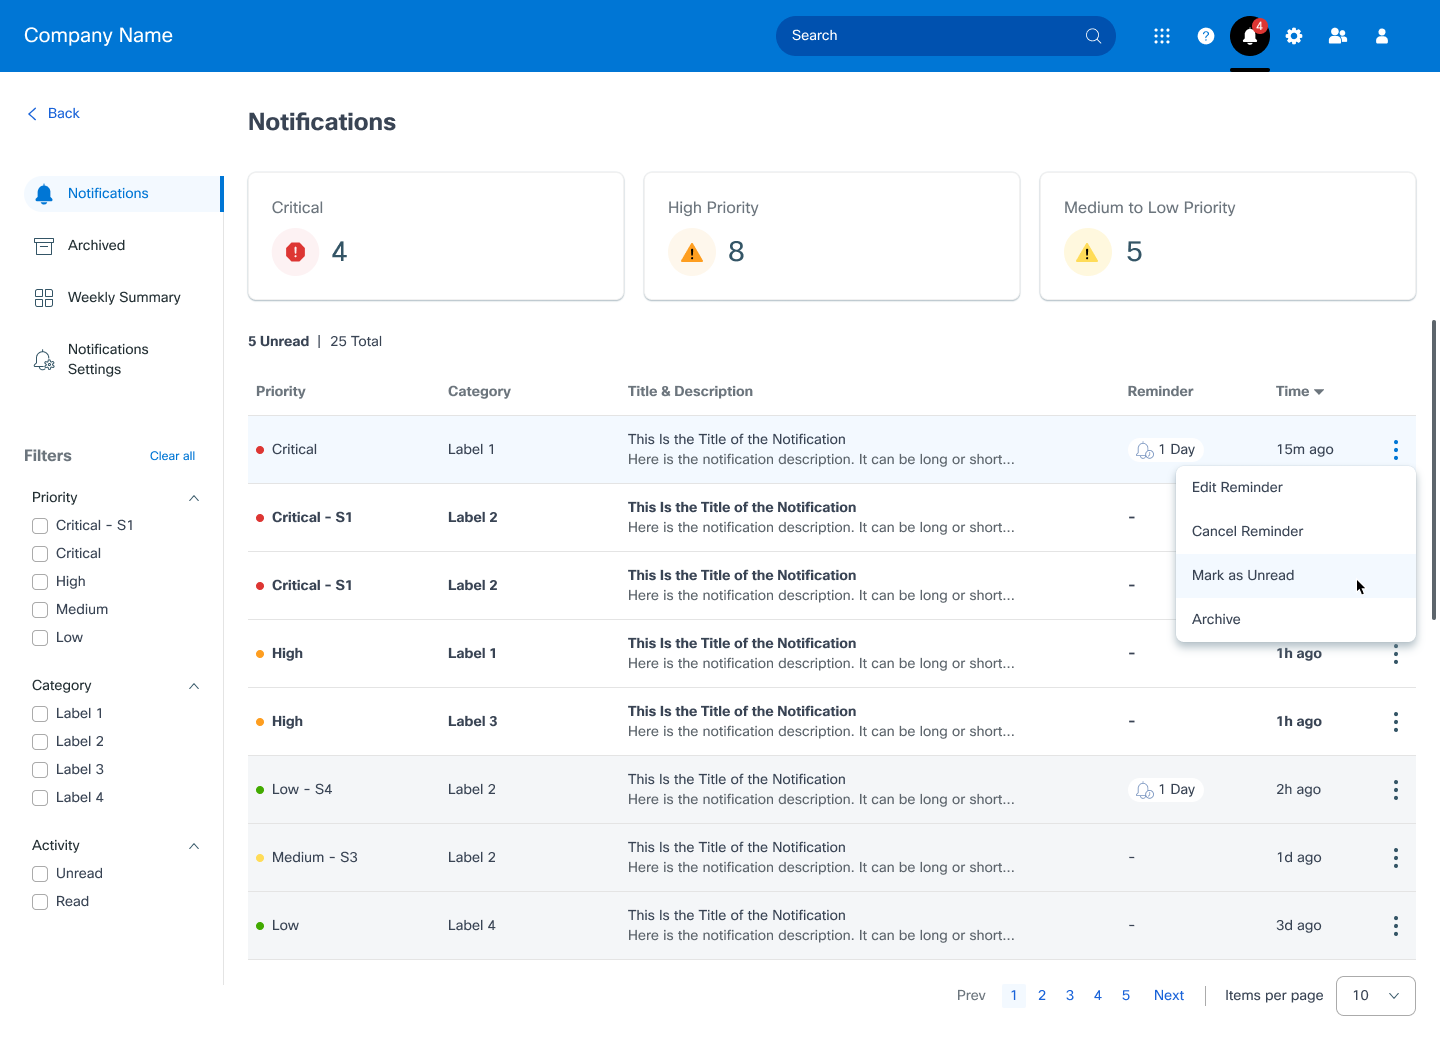 Company Name
Search
?
4
Back
Notifications
Notifications
Archived
Weekly Summary
Notifications
Settings
Critical
4
High Priority
8
Medium to Low Priority
5
5 Unread | 25 Total
Priority Category Title & Description Reminder Time
Critical Label 1 This Is the Title of the Notification 1 Day 15m ago
Here is the notification description. It can be long or short...
Critical - S1 Label 2 This Is the Title of the Notification -
Here is the notification description. It can be long or short...
Critical - S1 Label 2 This Is the Title of the Notification -
Here is the notification description. It can be long or short...
High Label 1 This Is the Title of the Notification - 1h ago
Here is the notification description. It can be long or short...
High Label 3 This Is the Title of the Notification - 1h ago
Here is the notification description. It can be long or short...
Low - S4 Label 2 This Is the Title of the Notification 1 Day 2h ago
Here is the notification description. It can be long or short...
Medium - S3 Label 2 This Is the Title of the Notification - 1d ago
Here is the notification description. It can be long or short...
Low Label 4 This Is the Title of the Notification - 3d ago
Here is the notification description. It can be long or short...
Edit Reminder
Cancel Reminder
Mark as Unread
Archive
Filters Clear all
Priority
Critical - S1
Critical
High
Medium
Low
Category
Label 1
Label 2
Label 3
Label 4
Activity
Unread
Read
Prev 1 2 3 4 5 Next | Items per page 10